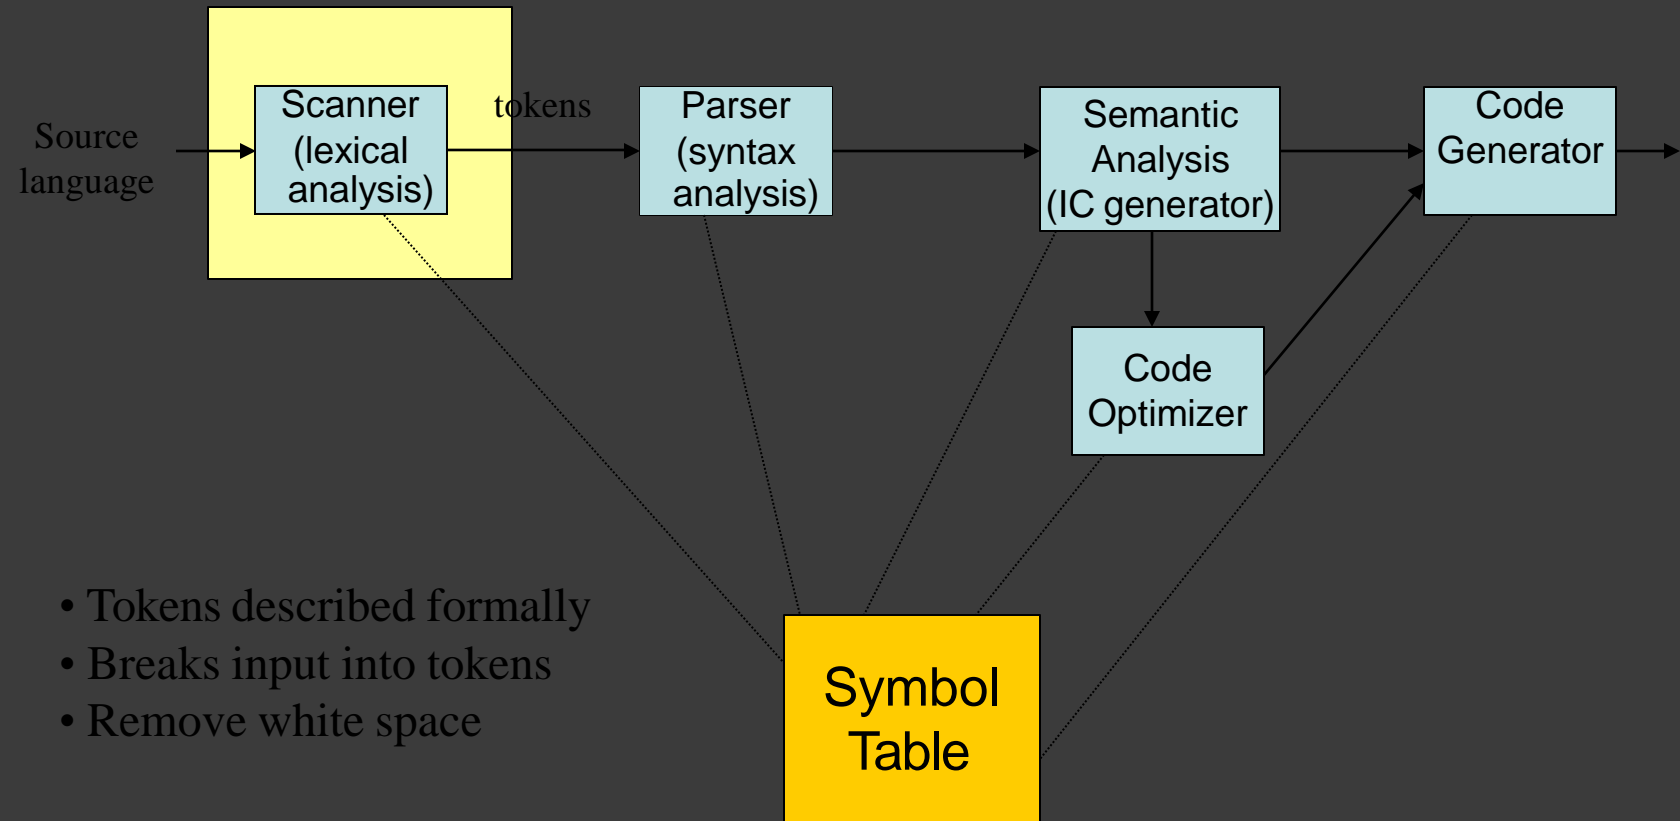 Source
language
Scanner
(lexical
analysis)
tokens
Parser
(syntax
analysis)
Semantic
Analysis
(IC generator)
Code
Generator
Code
Optimizer
• Tokens described formally
• Breaks input into tokens
• Remove white space
Symbol
Table